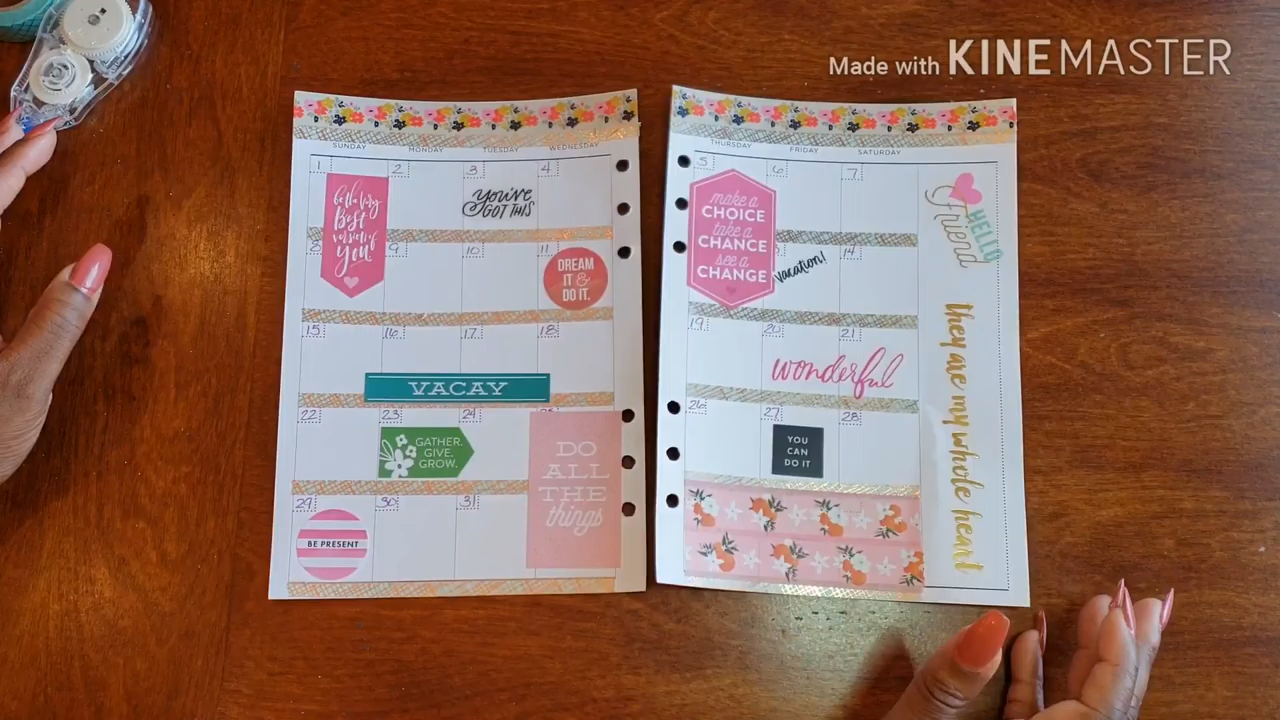 Made with KINEMASTER
SUNDAY MONDAY TUESDAY WEDNESDAY
THURSDAY FRIDAY SATURDAY
1 2 3 4
be the very
Best
version of
YOU
YOU'VE
GOT THIS
8 9 10 11
DREAM
IT &
DO IT.
15 16 17 18
VACAY
22 23 24 25
GATHER.
GIVE.
GROW.
DO
ALL
THE
things
29 30 31
BE PRESENT
5 6 7
make a
CHOICE
take a
CHANCE
see a
CHANGE
14
vacation!
19 20 21
wonderful
26 27 28
YOU
CAN
DO IT
HELLO
Friend
they are my whole heart